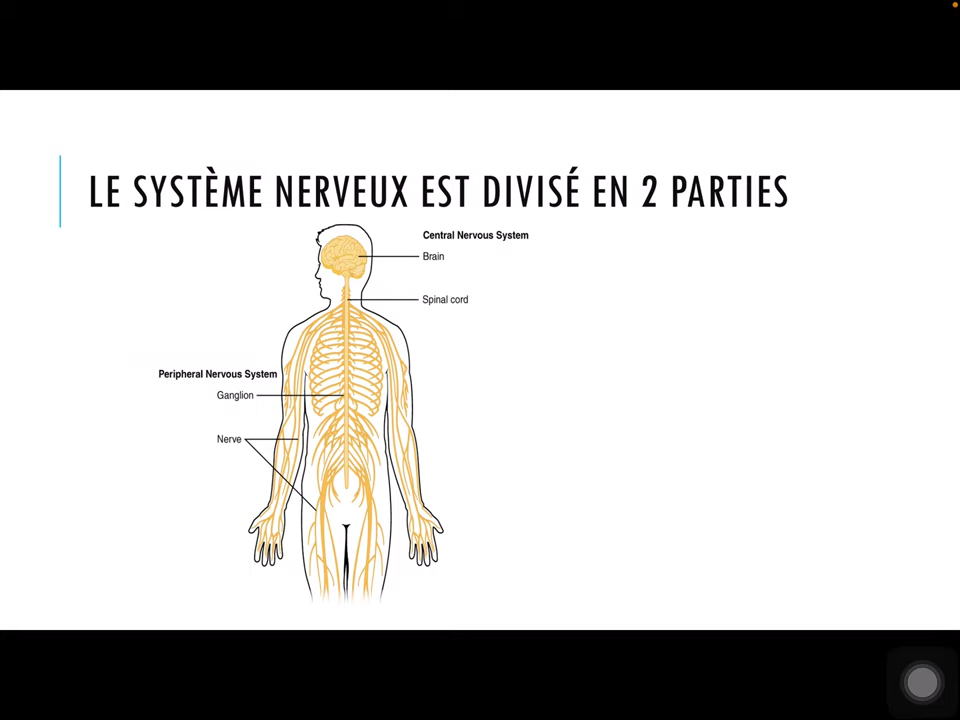 LE SYSTÈME NERVEUX EST DIVISÉ EN 2 PARTIES
Central Nervous System
Brain
Spinal cord
Peripheral Nervous System
Ganglion
Nerve